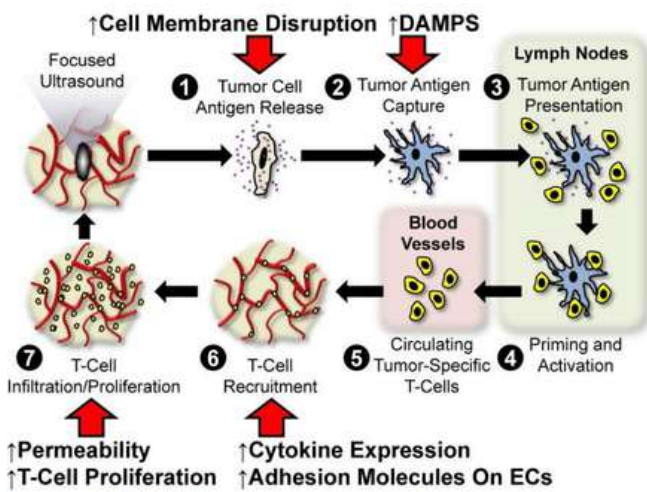 ↑Cell Membrane Disruption ↑DAMPS
Focused
Ultrasound
1 Tumor Cell
Antigen Release
2 Tumor Antigen
Capture
Lymph Nodes
3 Tumor Antigen
Presentation
Blood
Vessels
7 T-Cell
Infiltration/Proliferation
6 T-Cell
Recruitment
5 Circulating
Tumor-Specific
T-Cells
4 Priming and
Activation
↑Permeability
↑T-Cell Proliferation
↑Cytokine Expression
↑Adhesion Molecules On ECs